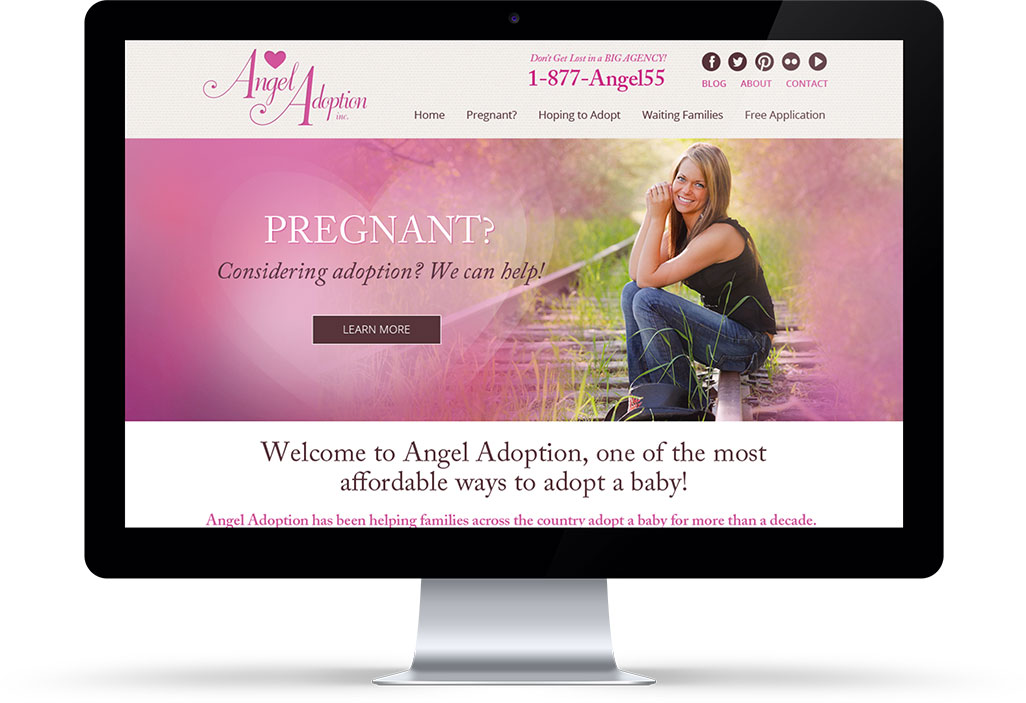 Angel
Adoption
inc.
Don't Get Lost in a BIG AGENCY!
1-877-Angel55
BLOG ABOUT CONTACT
Home Pregnant? Hoping to Adopt Waiting Families Free Application
PREGNANT?
Considering adoption? We can help!
LEARN MORE
Welcome to Angel Adoption, one of the most
affordable ways to adopt a baby!
Angel Adoption has been helping families across the country adopt a baby for more than a decade.